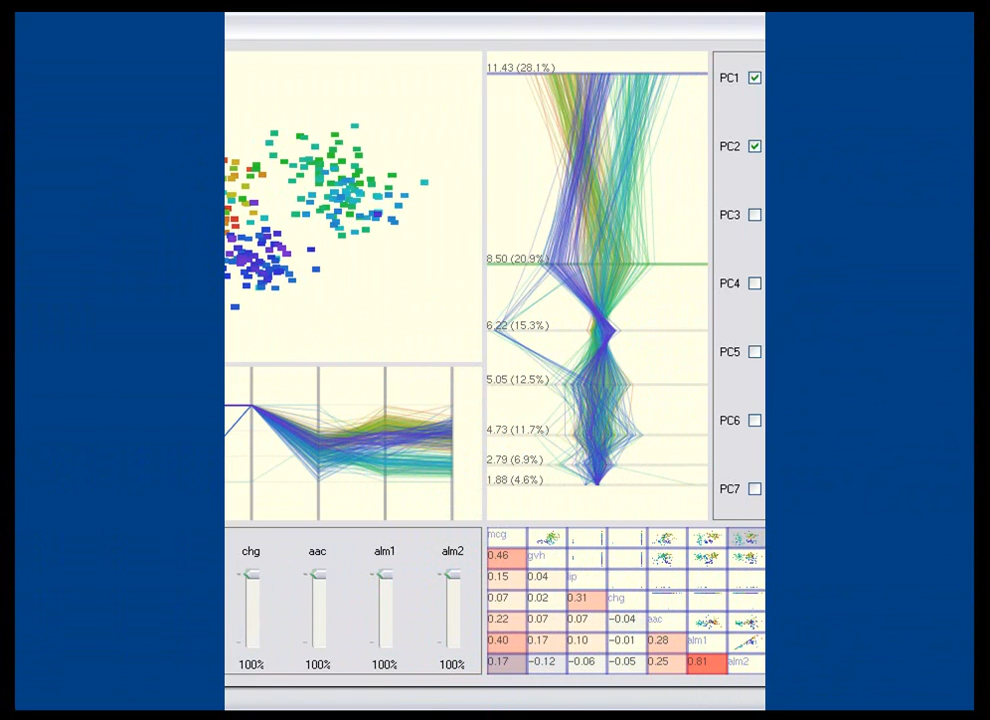 11.43 (28.1%)
8.50 (20.9%)
6.22 (15.3%)
5.05 (12.5%)
4.73 (11.7%)
2.79 (6.9%)
1.88 (4.6%)
PC1
PC2
PC3
PC4
PC5
PC6
PC7
chg aac alm1 alm2
100% 100% 100% 100%
mcg
0.46 gvh
0.15 0.04 lip
0.07 0.02 0.31 chg
0.22 0.07 0.07 −0.04 aac
0.40 0.17 0.10 −0.01 0.28 alm1
0.17 −0.12 −0.06 −0.05 0.25 0.81 alm2